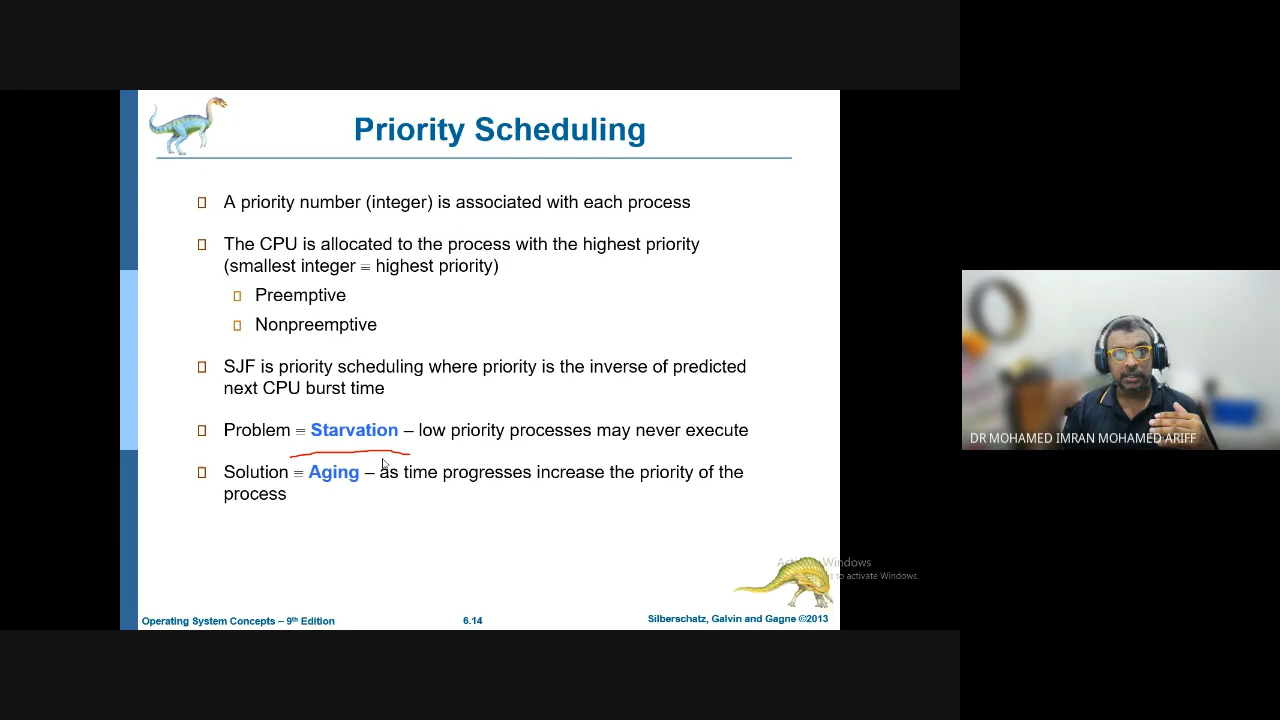 Priority Scheduling
A priority number (integer) is associated with each process
The CPU is allocated to the process with the highest priority
(smallest integer ≡ highest priority)
Preemptive
Nonpreemptive
SJF is priority scheduling where priority is the inverse of predicted
next CPU burst time
Problem ≡ Starvation – low priority processes may never execute
Solution ≡ Aging – as time progresses increase the priority of the
process
Operating System Concepts – 9th Edition
6.14
Silberschatz, Galvin and Gagne ©2013
Windows
to activate Windows.
DR MOHAMED IMRAN MOHAMED ARIFF